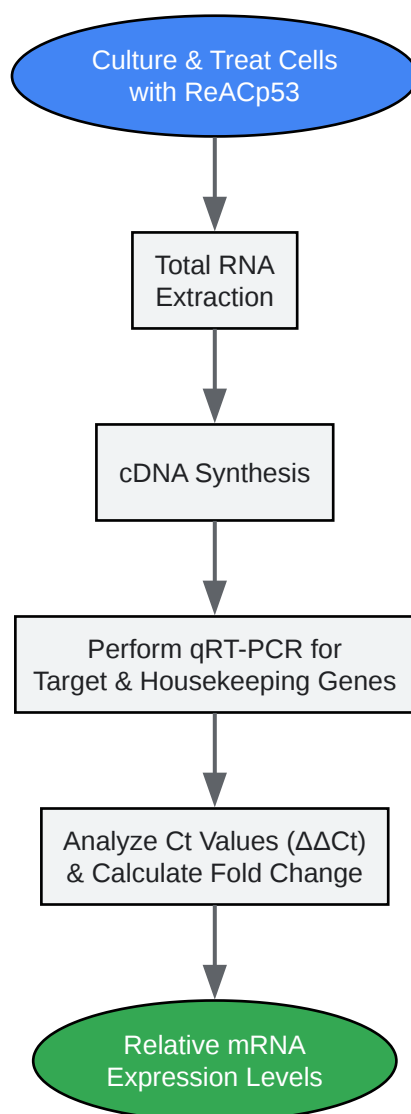 Culture & Treat Cells
with ReACp53
Total RNA
Extraction
cDNA Synthesis
Perform qRT-PCR for
Target & Housekeeping Genes
Analyze Ct Values (ΔΔCt)
& Calculate Fold Change
Relative mRNA
Expression Levels